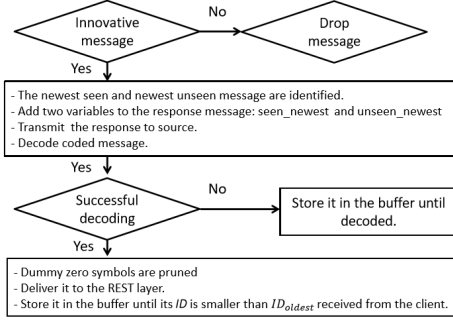 Innovative
message
No
Drop
message
Yes
- The newest seen and newest unseen message are identified.
- Add two variables to the response message: seen_newest and unseen_newest
- Transmit the response to source.
- Decode coded message.
Yes
Successful
decoding
No
Store it in the buffer until
decoded.
Yes
- Dummy zero symbols are pruned
- Deliver it to the REST layer.
- Store it in the buffer until its ID is smaller than IDoldest received from the client.